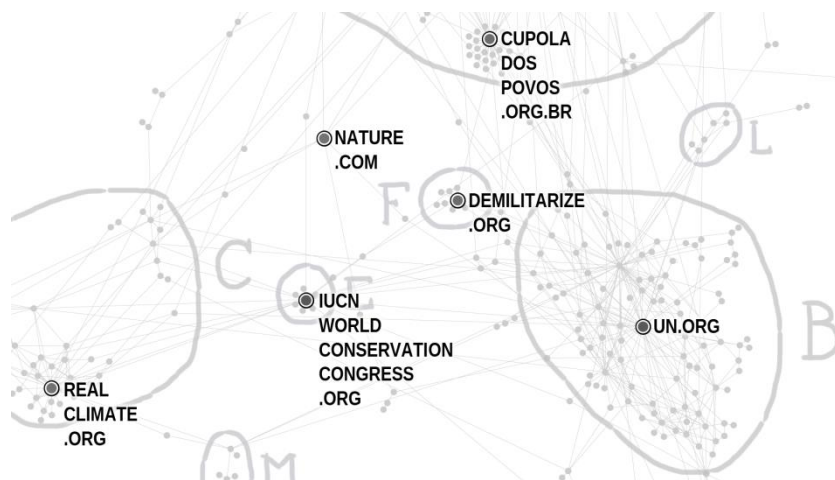 CUPOLA
DOS
POVOS
.ORG.BR
NATURE
.COM
L
F
DEMILITARIZE
.ORG
C
E
IUCN
WORLD
CONSERVATION
CONGRESS
.ORG
UN.ORG
B
REAL
CLIMATE
.ORG
M